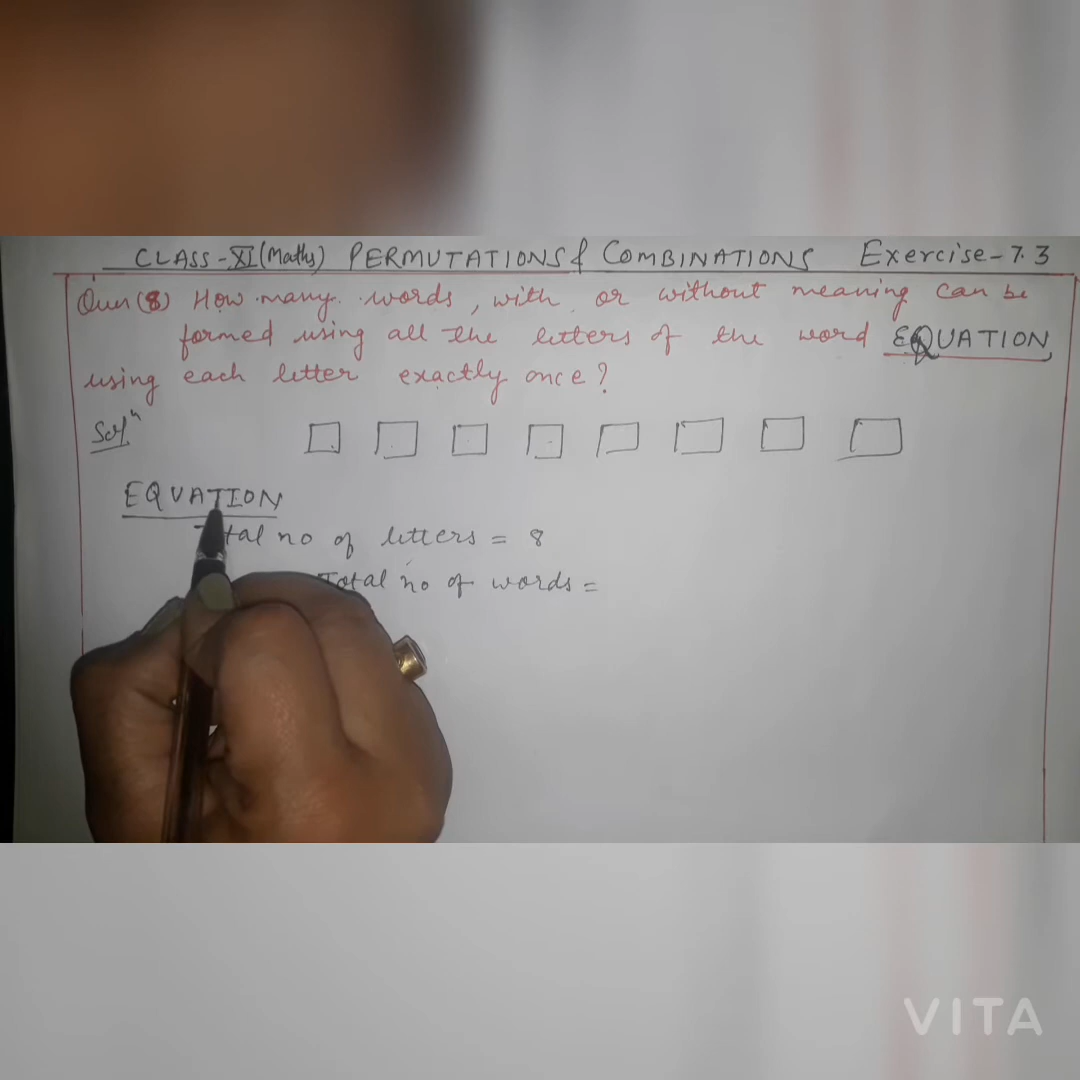 CLASS-XI (Maths) PERMUTATIONS & COMBINATIONS Exercise-7.3
Ques (8) How many words, with or without meaning can be
formed using all the letters of the word EQUATION,
using each letter exactly once?
Solⁿ
EQUATION
Total no of letters = 8
Total no of words =
VITA